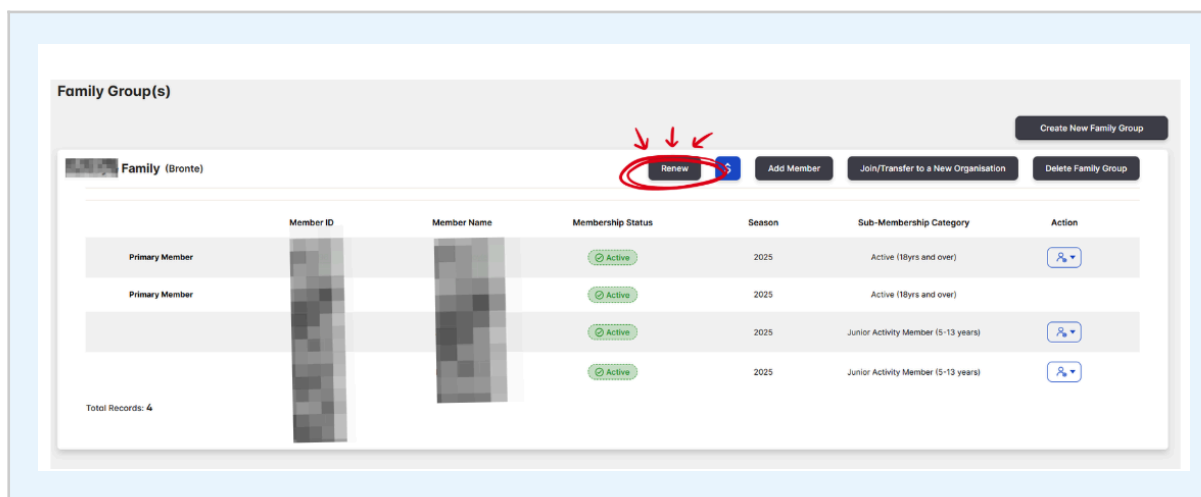 Family Group(s)
Create New Family Group
Family (Bronte)
Renew $ Add Member Join/Transfer to a New Organisation Delete Family Group
Member ID Member Name Membership Status Season Sub-Membership Category Action
Primary Member Active 2025 Active (18yrs and over)
Primary Member Active 2025 Active (18yrs and over)
Active 2025 Junior Activity Member (5-13 years)
Active 2025 Junior Activity Member (5-13 years)
Total Records: 4